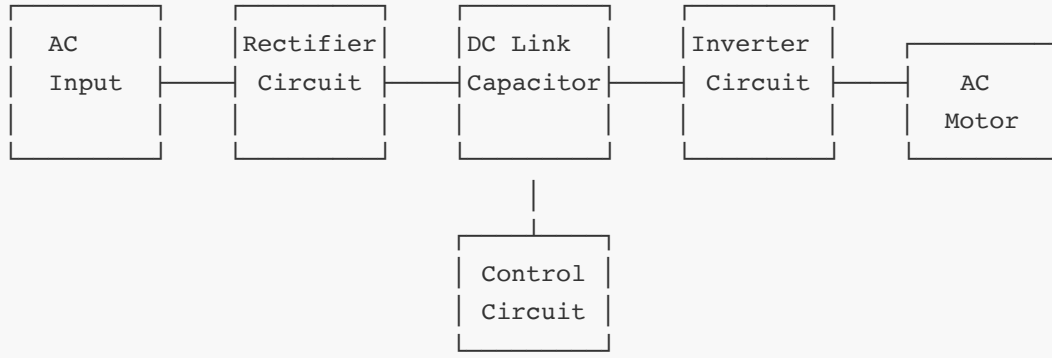 AC
Input
Rectifier
Circuit
DC Link
Capacitor
Inverter
Circuit
AC
Motor
Control
Circuit